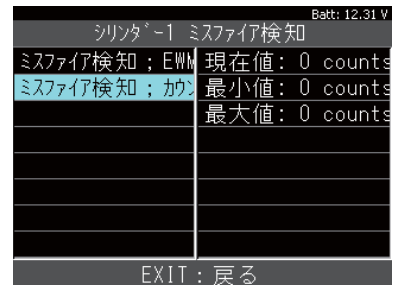 Batt: 12.31 V
シリンダ゛ー1 ミスファイア検知
ミスファイア検知 ; EWM
ミスファイア検知 ; カウン
現在値: 0 counts
最小値: 0 counts
最大値: 0 counts
EXIT : 戻る